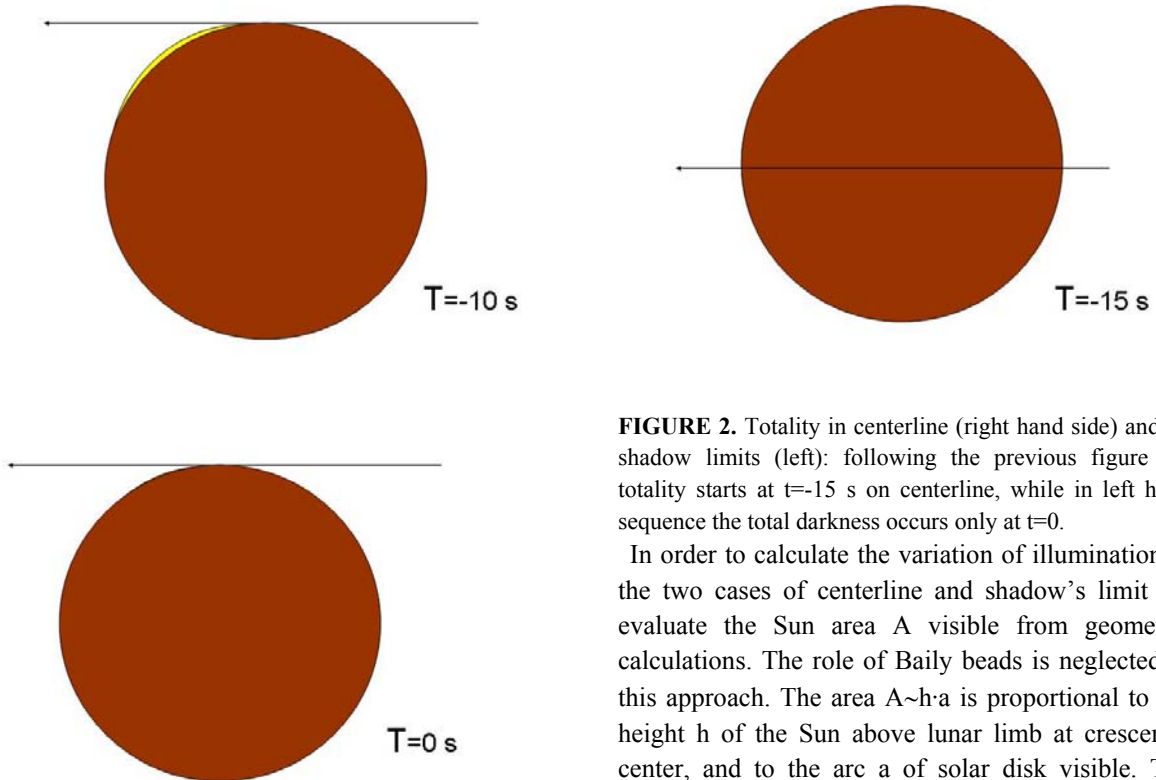 T=-10 s
T=-15 s
T=0 s
FIGURE 2. Totality in centerline (right hand side) and
shadow limits (left): following the previous figure
totality starts at t=-15 s on centerline, while in left h
sequence the total darkness occurs only at t=0.
In order to calculate the variation of illumination
the two cases of centerline and shadow’s limit
evaluate the Sun area A visible from geome
calculations. The role of Baily beads is neglected
this approach. The area A~h·a is proportional to
height h of the Sun above lunar limb at crescen
center, and to the arc a of solar disk visible. T